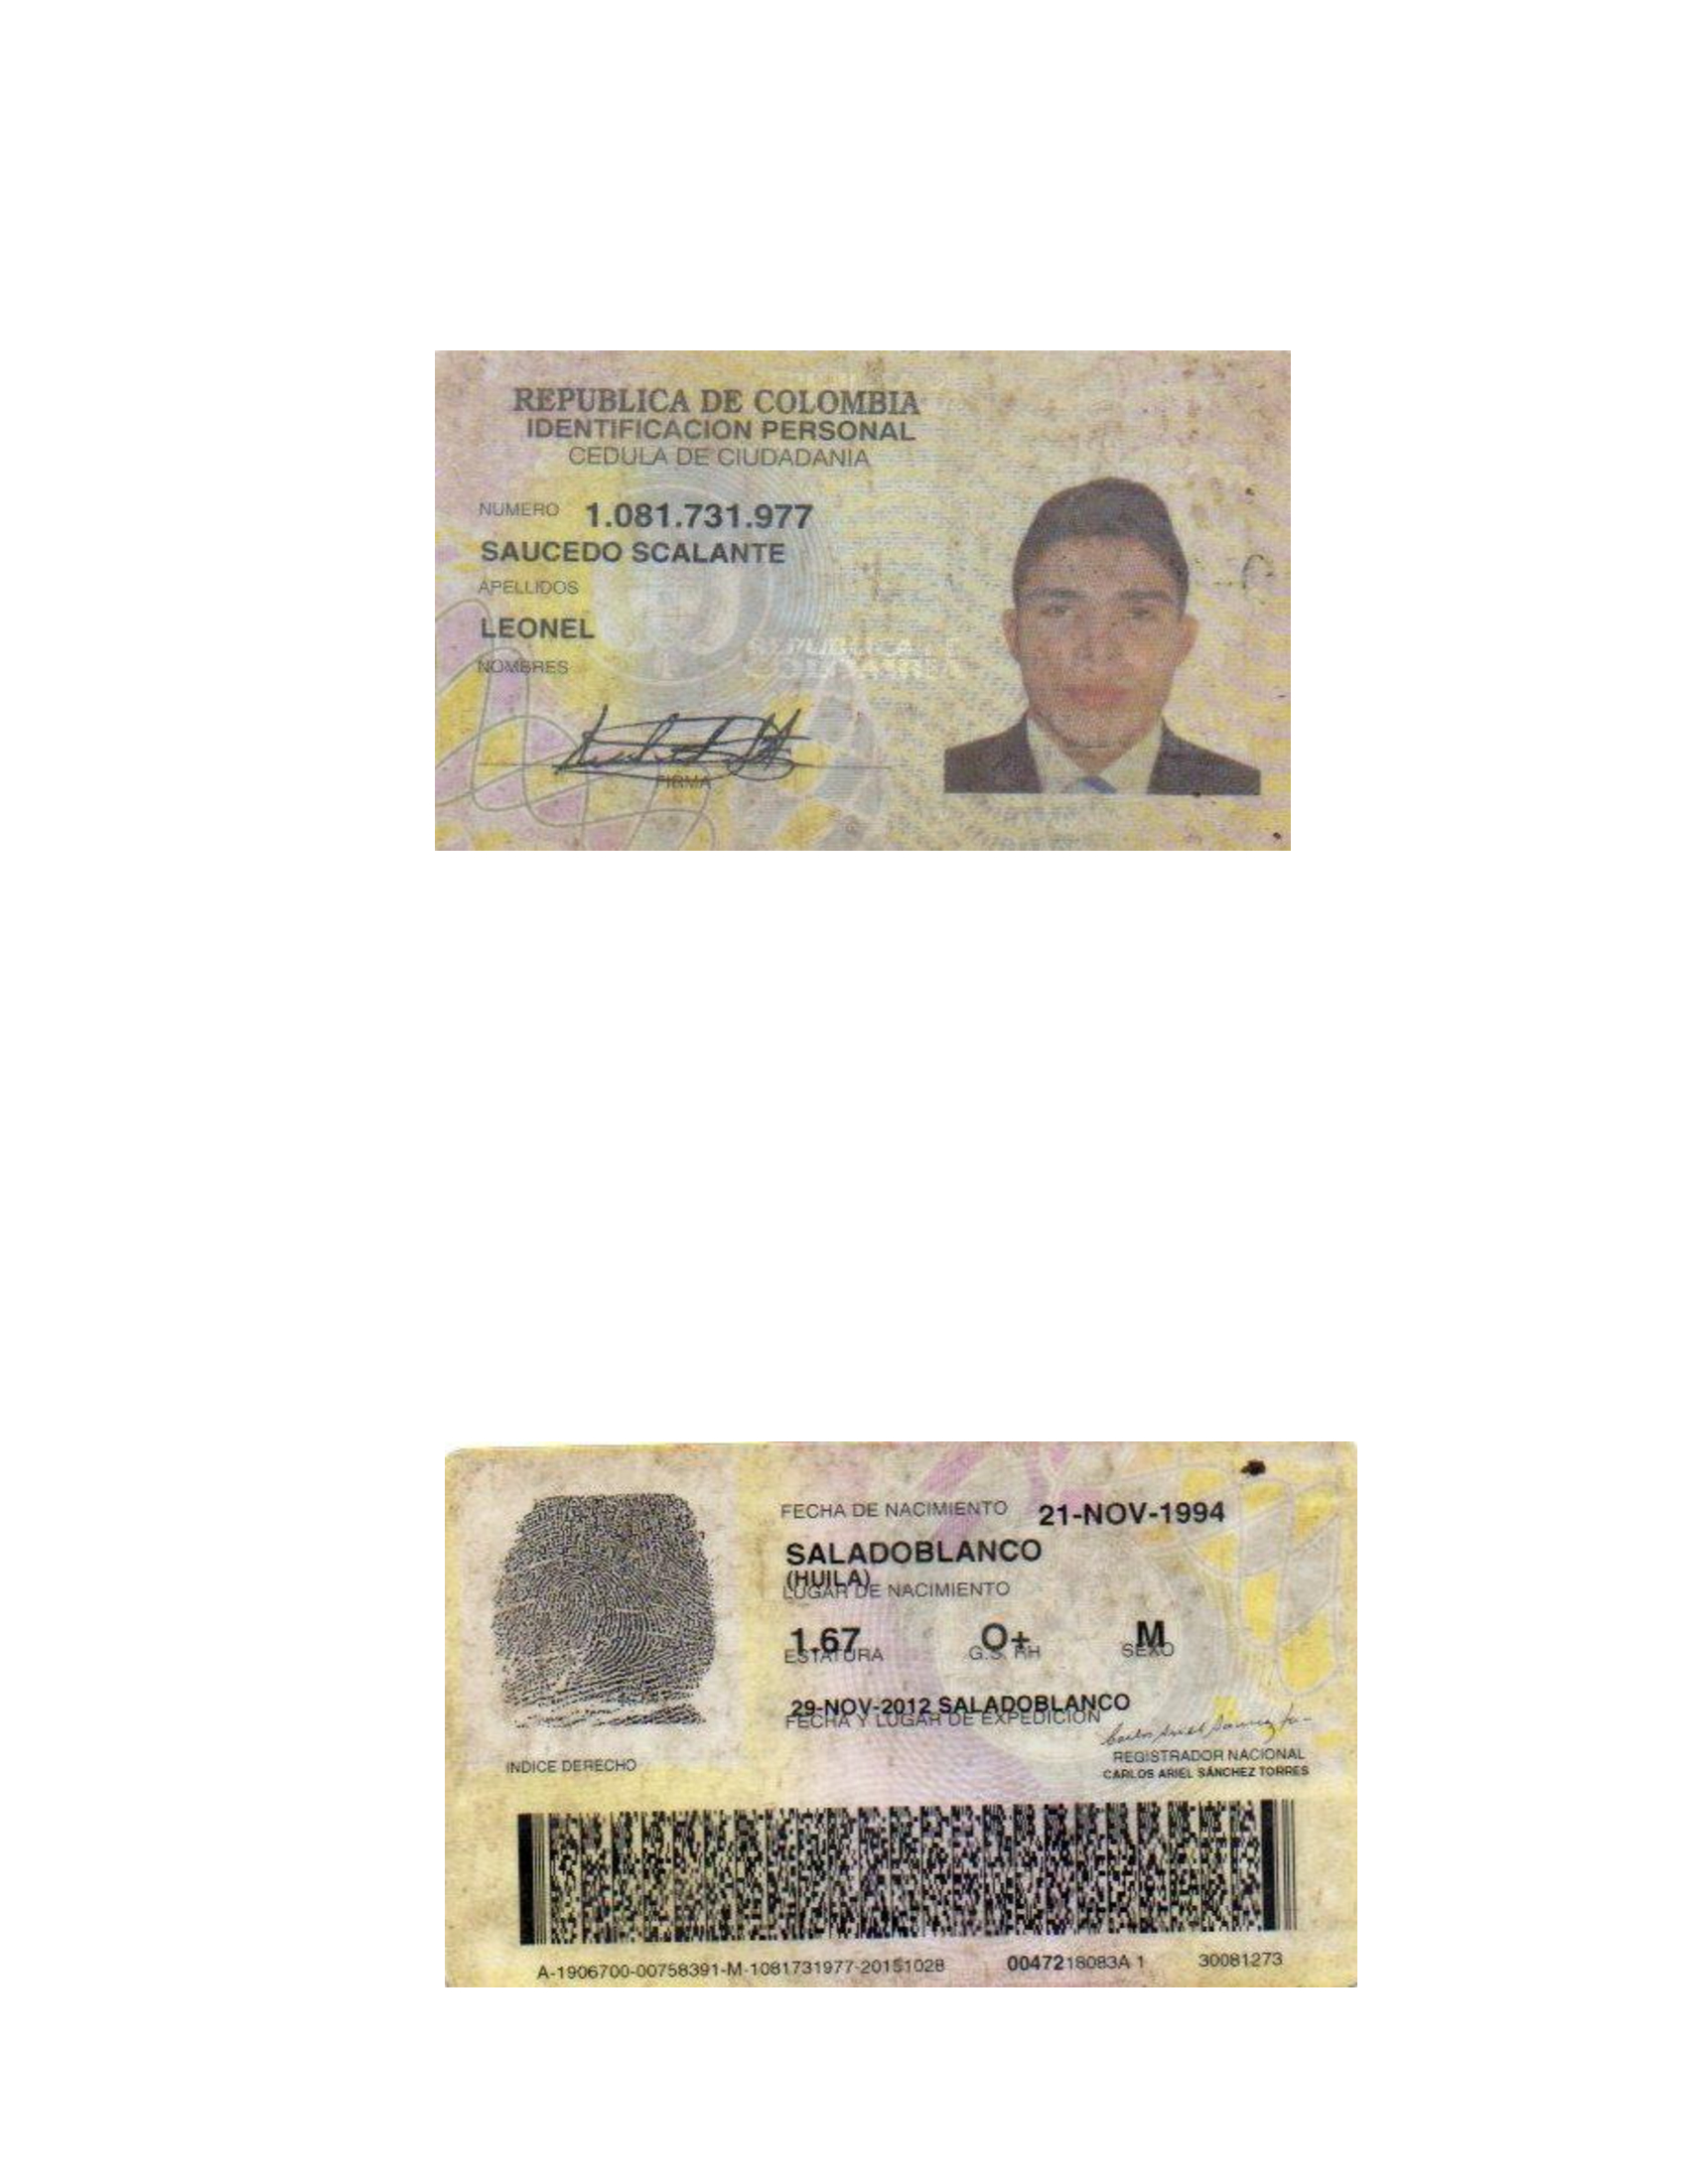 REPUBLICA DE COLOMBIA
IDENTIFICACION PERSONAL
CEDULA DE CIUDADANIA
NUMERO 1.081.731.977
SAUCEDO SCALANTE
APELLIDOS
LEONEL
NOMBRES
FIRMA
FECHA DE NACIMIENTO 21-NOV-1994
SALADOBLANCO
(HUILA)
LUGAR DE NACIMIENTO
1.67 O+ M
ESTATURA G.S. RH SEXO
29-NOV-2012 SALADOBLANCO
FECHA Y LUGAR DE EXPEDICION
INDICE DERECHO
REGISTRADOR NACIONAL
CARLOS ARIEL SÁNCHEZ TORRES
A-1906700-00758391-M-1081731977-20151028 0047218083A 1 30081273